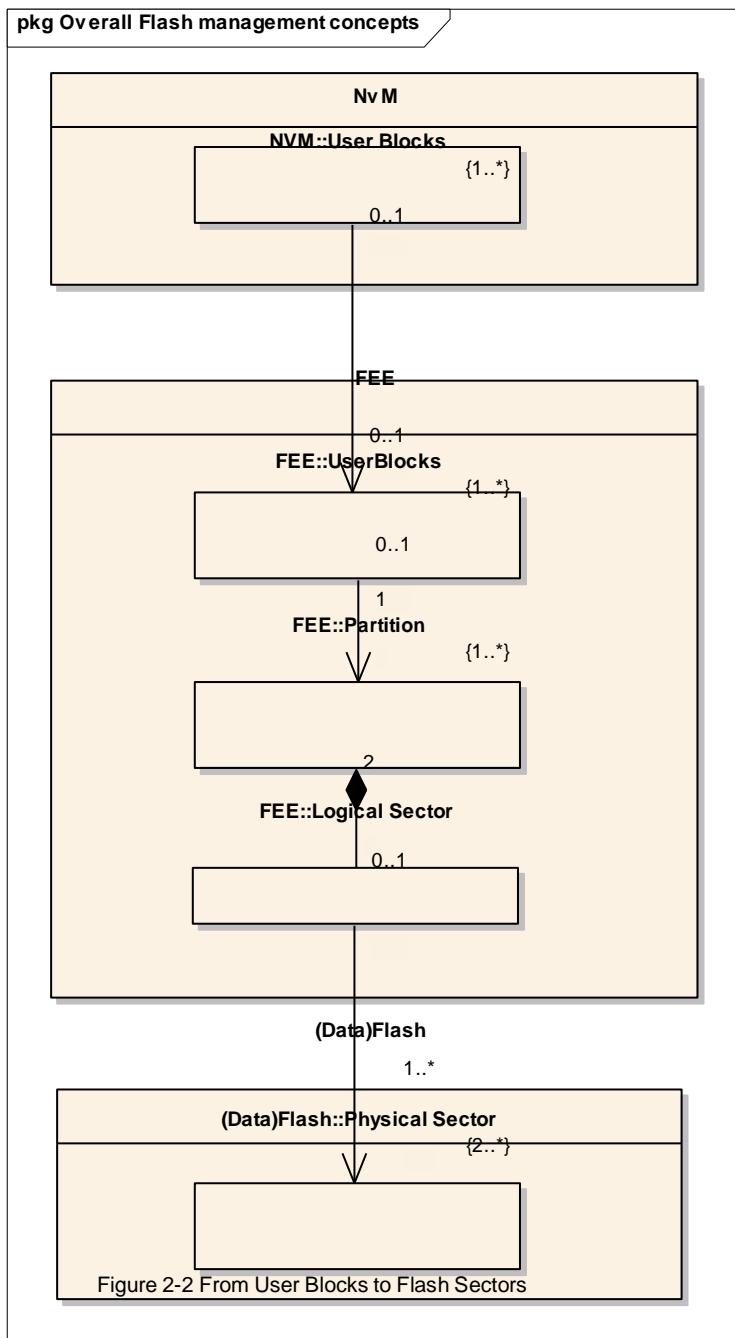 pkg Overall Flash management concepts
NvM
NVM::User Blocks
{1..*}
0..1
FEE
0..1
FEE::UserBlocks
{1..*}
0..1
1
FEE::Partition
{1..*}
2
FEE::Logical Sector
0..1
(Data)Flash
1..*
(Data)Flash::Physical Sector
{2..*}
Figure 2-2 From User Blocks to Flash Sectors